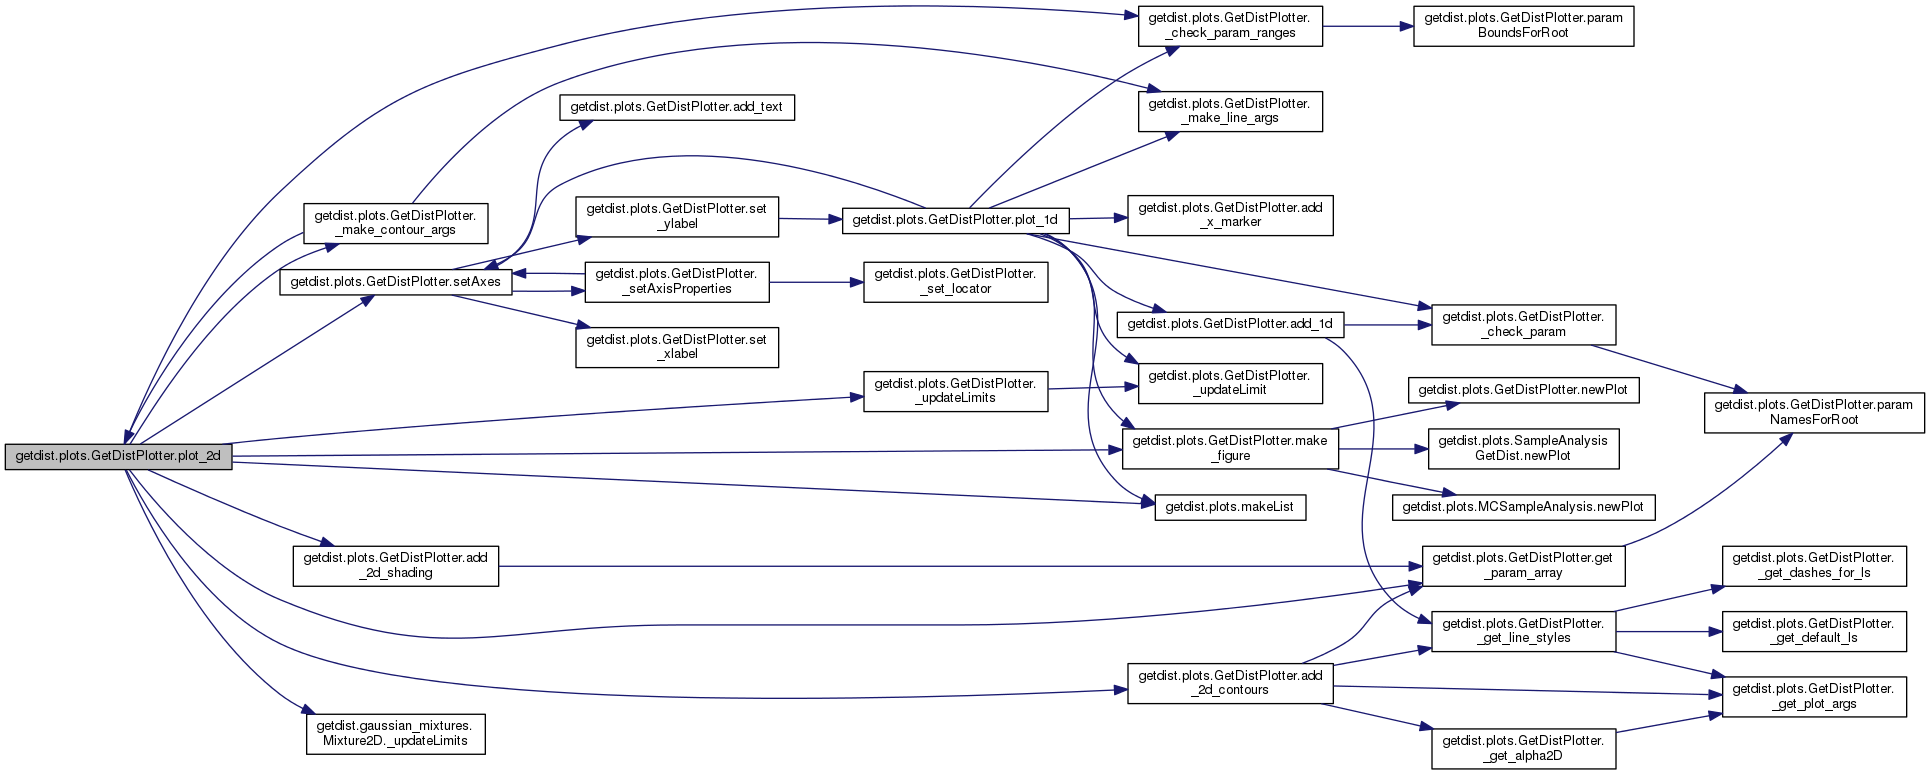 getdist.plots.GetDistPlotter.plot_2d
getdist.plots.GetDistPlotter.
_make_contour_args
getdist.plots.GetDistPlotter.setAxes
getdist.plots.GetDistPlotter.add
_2d_shading
getdist.gaussian_mixtures.
Mixture2D._updateLimits
getdist.plots.GetDistPlotter.add_text
getdist.plots.GetDistPlotter.set
_ylabel
getdist.plots.GetDistPlotter.
_setAxisProperties
getdist.plots.GetDistPlotter.set
_xlabel
getdist.plots.GetDistPlotter.plot_1d
getdist.plots.GetDistPlotter.
_set_locator
getdist.plots.GetDistPlotter.
_updateLimits
getdist.plots.GetDistPlotter.
_check_param_ranges
getdist.plots.GetDistPlotter.
_make_line_args
getdist.plots.GetDistPlotter.add
_x_marker
getdist.plots.GetDistPlotter.add_1d
getdist.plots.GetDistPlotter.
_updateLimit
getdist.plots.GetDistPlotter.make
_figure
getdist.plots.makeList
getdist.plots.GetDistPlotter.add
_2d_contours
getdist.plots.GetDistPlotter.param
BoundsForRoot
getdist.plots.GetDistPlotter.
_check_param
getdist.plots.GetDistPlotter.newPlot
getdist.plots.SampleAnalysis
GetDist.newPlot
getdist.plots.MCSampleAnalysis.newPlot
getdist.plots.GetDistPlotter.get
_param_array
getdist.plots.GetDistPlotter.
_get_line_styles
getdist.plots.GetDistPlotter.
_get_alpha2D
getdist.plots.GetDistPlotter.param
NamesForRoot
getdist.plots.GetDistPlotter.
_get_dashes_for_ls
getdist.plots.GetDistPlotter.
_get_default_ls
getdist.plots.GetDistPlotter.
_get_plot_args